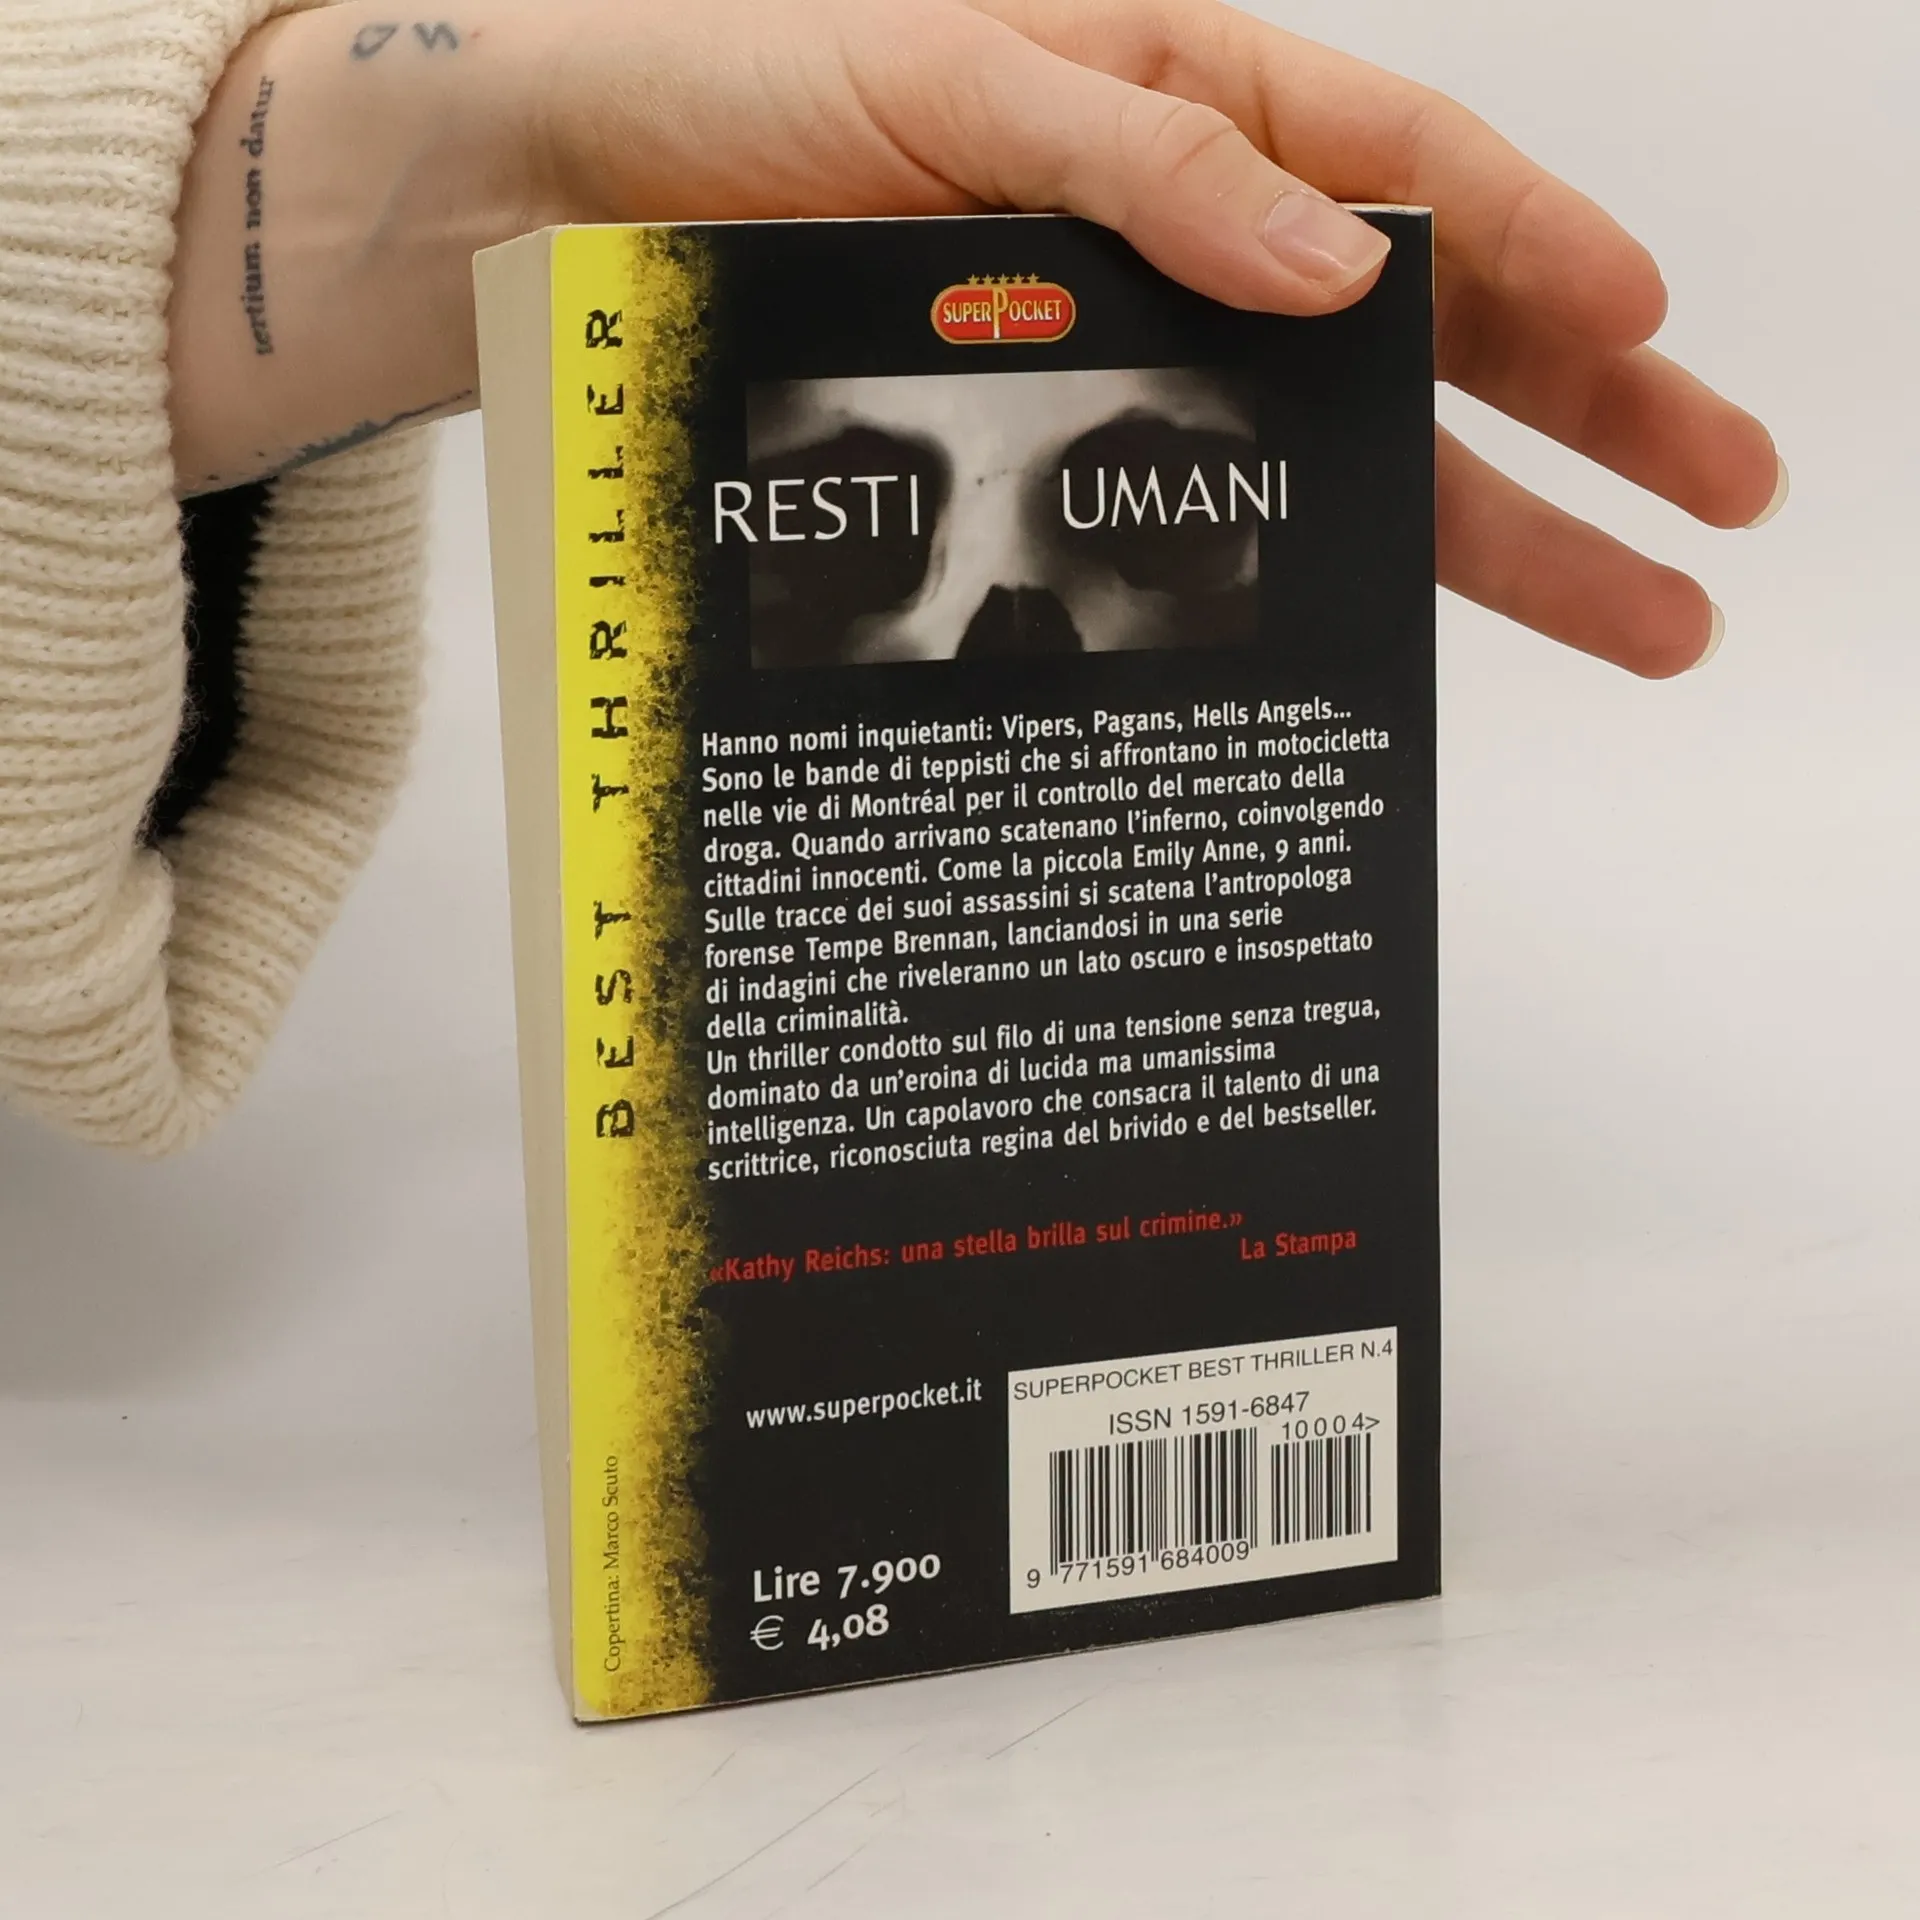 tertium non datur
SUPERPOCKET
RESTI UMANI
BEST THRILLER
Hanno nomi inquietanti: Vipers, Pagans, Hells Angels...
Sono le bande di teppisti che si affrontano in motocicletta
nelle vie di Montréal per il controllo del mercato della
droga. Quando arrivano scatenano l'inferno, coinvolgendo
cittadini innocenti. Come la piccola Emily Anne, 9 anni.
Sulle tracce dei suoi assassini si scatena l'antropologa
forense Tempe Brennan, lanciandosi in una serie
di indagini che riveleranno un lato oscuro e insospettato
della criminalità.
Un thriller condotto sul filo di una tensione senza tregua,
dominato da un'eroina di lucida ma umanissima
intelligenza. Un capolavoro che consacra il talento di una
scrittrice, riconosciuta regina del brivido e del bestseller.
«Kathy Reichs: una stella brilla sul crimine.»
La Stampa
www.superpocket.it
SUPERPOCKET BEST THRILLER N.4
ISSN 1591-6847
10004>
9 771591 684009
Lire 7.900
€ 4,08
Copertina: Marco Scuto